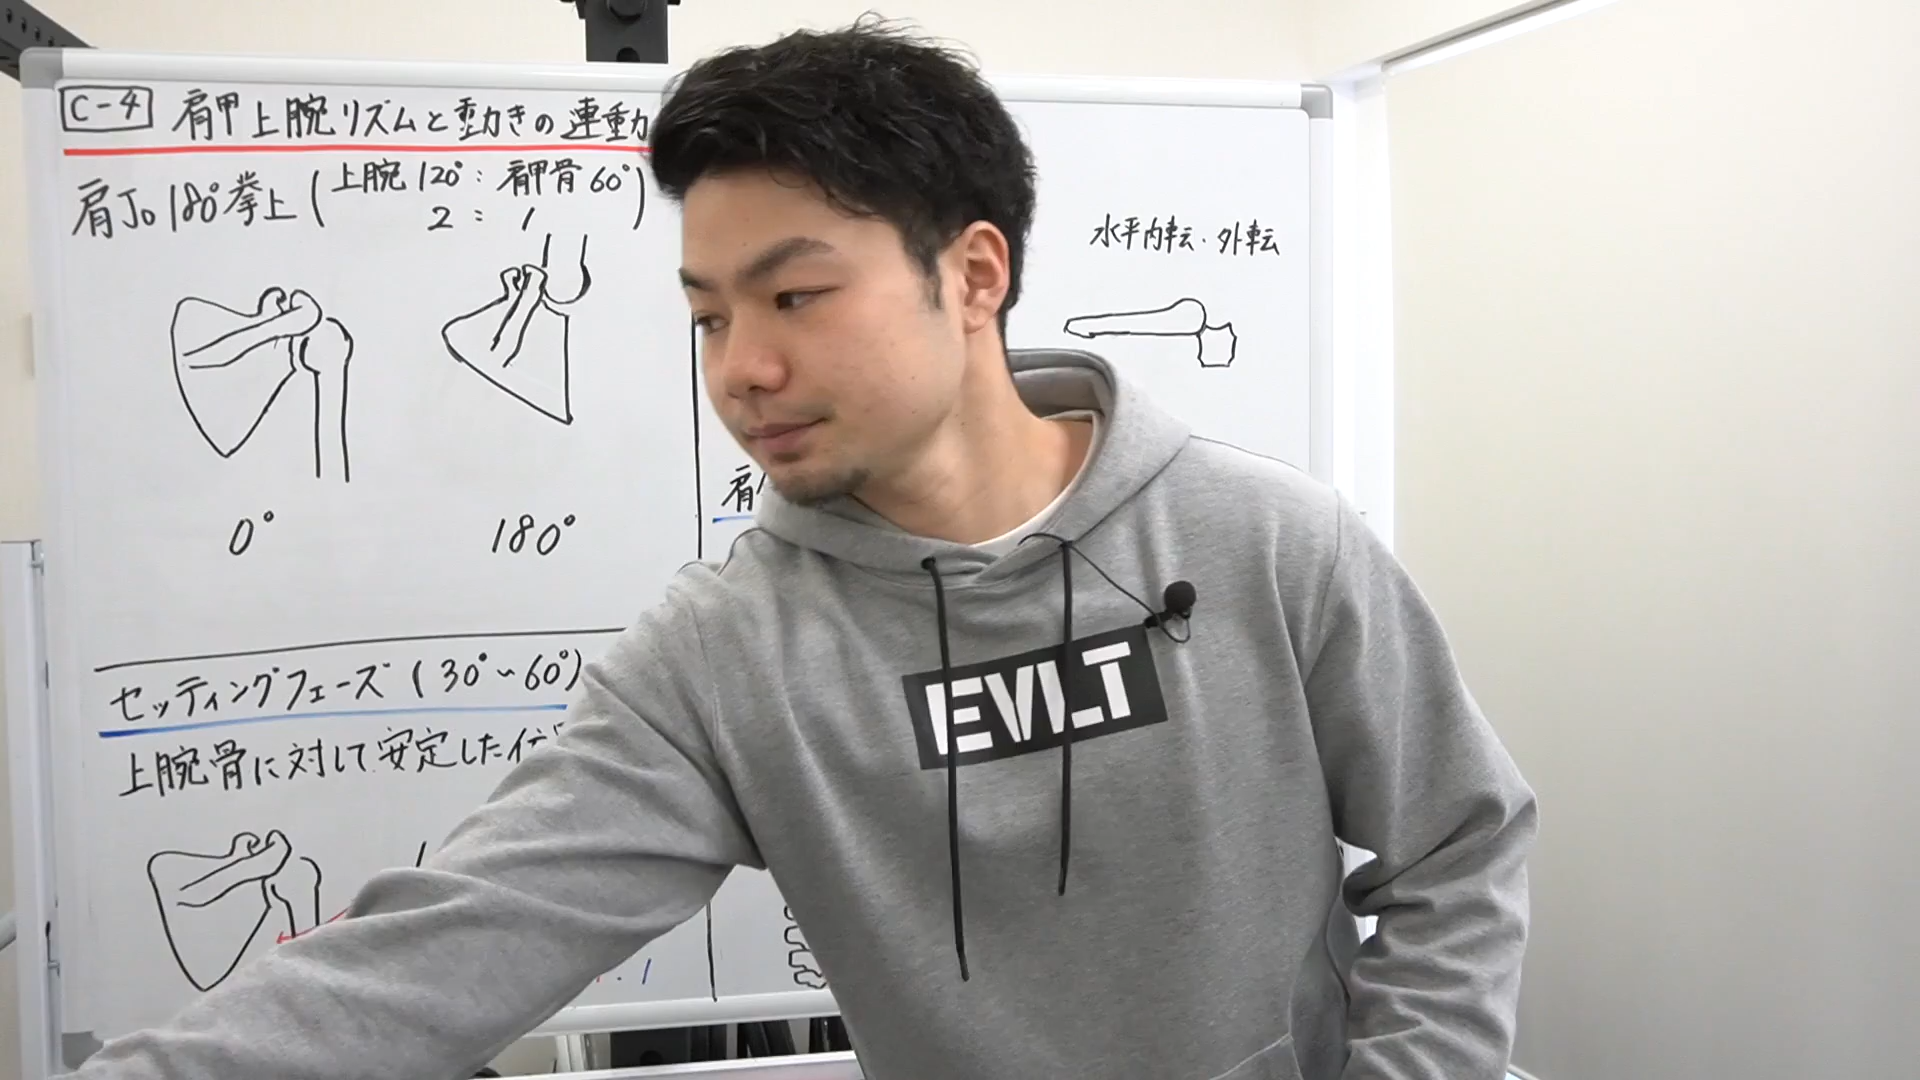 C-4 肩甲上腕リズムと動きの連動
肩Jo 180°挙上 (上腕 120° : 肩甲骨 60°)
2 : 1
水平内転・外転
0°
180°
肩
セッティングフェーズ (30°~60°)
上腕骨に対して安定した位
EVLT